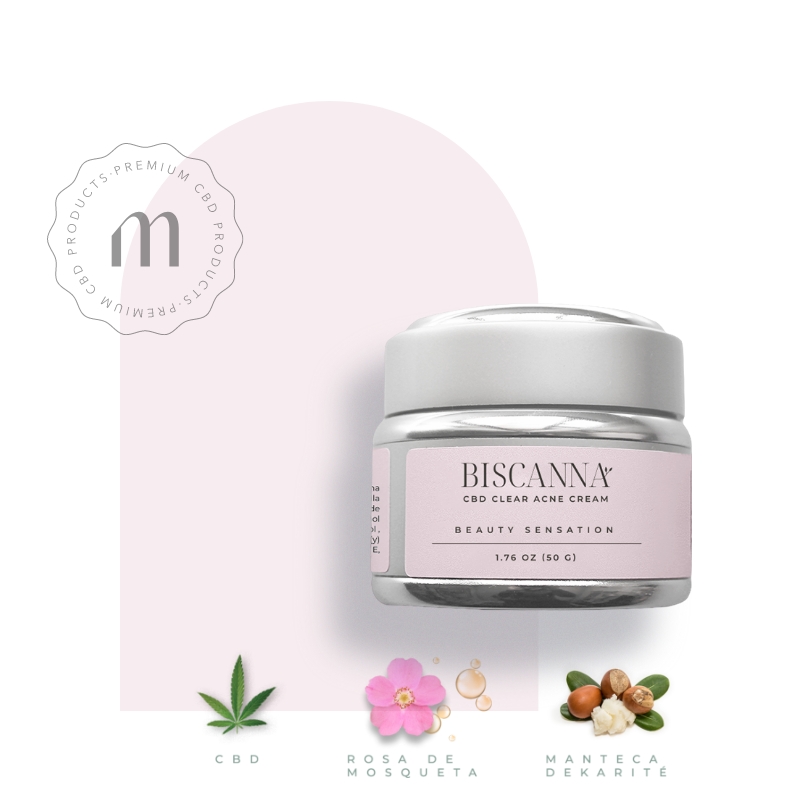 PREMIUM CBD PRODUCTS·PREMIUM CBD PRODUCTS·
m
BISCANNA
CBD CLEAR ACNE CREAM
BEAUTY SENSATION
1.76 OZ (50 G)
CBD
ROSA DE
MOSQUETA
MANTECA
DEKARITÉ